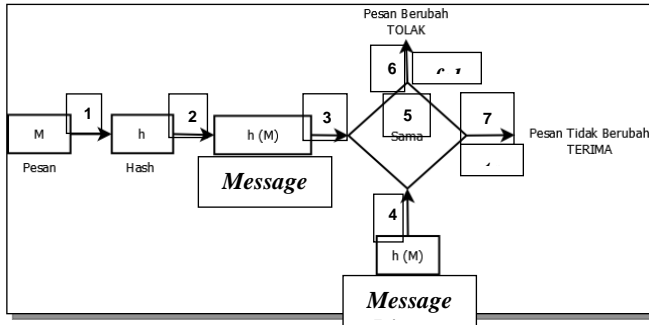 Pesan Berubah
TOLAK
6
1
2
3
5
7
M
h
h (M)
Sama
Pesan Tidak Berubah
TERIMA
Pesan
Hash
Message
4
h (M)
Message